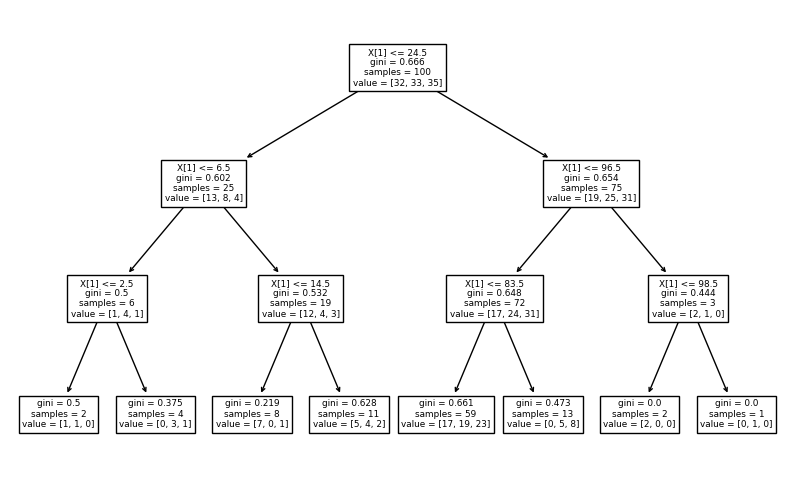 X[1] <= 24.5
gini = 0.666
samples = 100
value = [32, 33, 35]
X[1] <= 6.5
gini = 0.602
samples = 25
value = [13, 8, 4]
X[1] <= 96.5
gini = 0.654
samples = 75
value = [19, 25, 31]
X[1] <= 2.5
gini = 0.5
samples = 6
value = [1, 4, 1]
X[1] <= 14.5
gini = 0.532
samples = 19
value = [12, 4, 3]
X[1] <= 83.5
gini = 0.648
samples = 72
value = [17, 24, 31]
X[1] <= 98.5
gini = 0.444
samples = 3
value = [2, 1, 0]
gini = 0.5
samples = 2
value = [1, 1, 0]
gini = 0.375
samples = 4
value = [0, 3, 1]
gini = 0.219
samples = 8
value = [7, 0, 1]
gini = 0.628
samples = 11
value = [5, 4, 2]
gini = 0.661
samples = 59
value = [17, 19, 23]
gini = 0.473
samples = 13
value = [0, 5, 8]
gini = 0.0
samples = 2
value = [2, 0, 0]
gini = 0.0
samples = 1
value = [0, 1, 0]